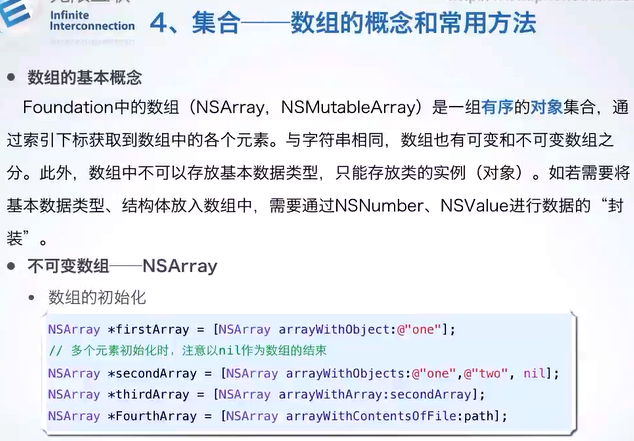 Infinite
Interconnection
4、集合——数组的概念和常用方法
数组的基本概念
Foundation中的数组（NSArray，NSMutableArray）是一组有序的对象集合，通
过索引下标获取到数组中的各个元素。与字符串相同，数组也有可变和不可变数组之
分。此外，数组中不可以存放基本数据类型，只能存放类的实例（对象）。如若需要将
基本数据类型、结构体放入数组中，需要通过NSNumber、NSValue进行数据的“封
装”。
不可变数组——NSArray
数组的初始化
NSArray *firstArray = [NSArray arrayWithObject:@"one"];
// 多个元素初始化时，注意以nil作为数组的结束
NSArray *secondArray = [NSArray arrayWithObjects:@"one",@"two", nil];
NSArray *thirdArray = [NSArray arrayWithArray:secondArray];
NSArray *FourthArray = [NSArray arrayWithContentsOfFile:path];